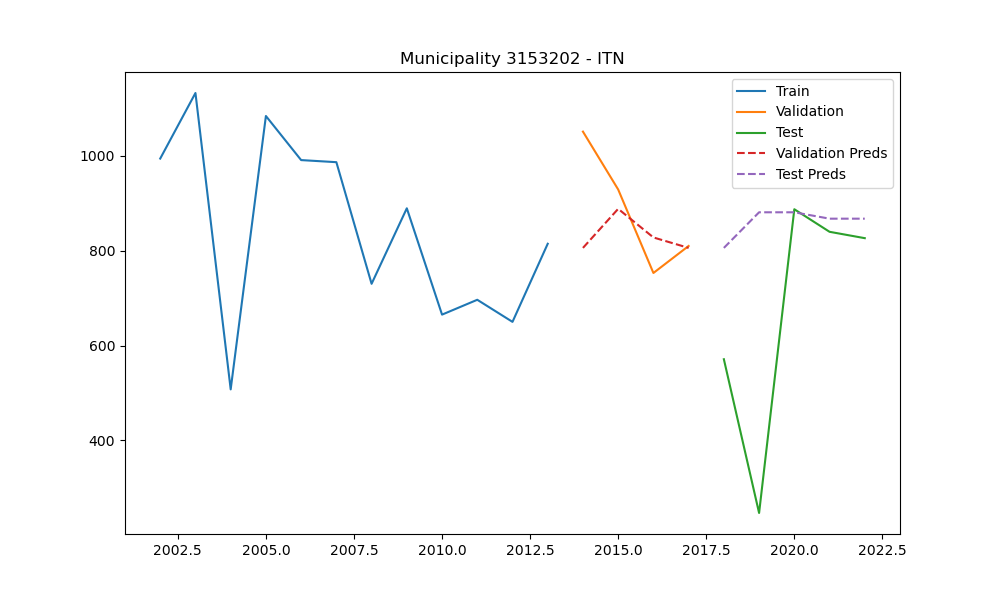 Municipality 3153202 - ITN
Train
Validation
Test
Validation Preds
Test Preds
1000
800
600
400
2002.5 2005.0 2007.5 2010.0 2012.5 2015.0 2017.5 2020.0 2022.5